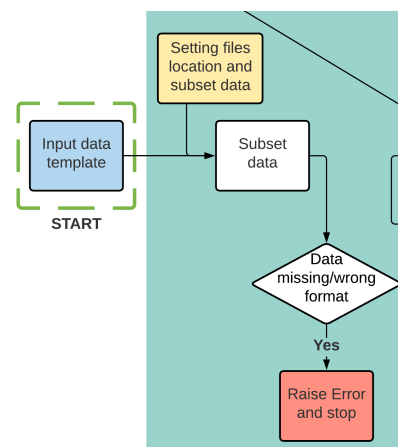 Setting files
location and
subset data
Input data
template
Subset
data
START
Data
missing/wrong
format
Yes
Raise Error
and stop